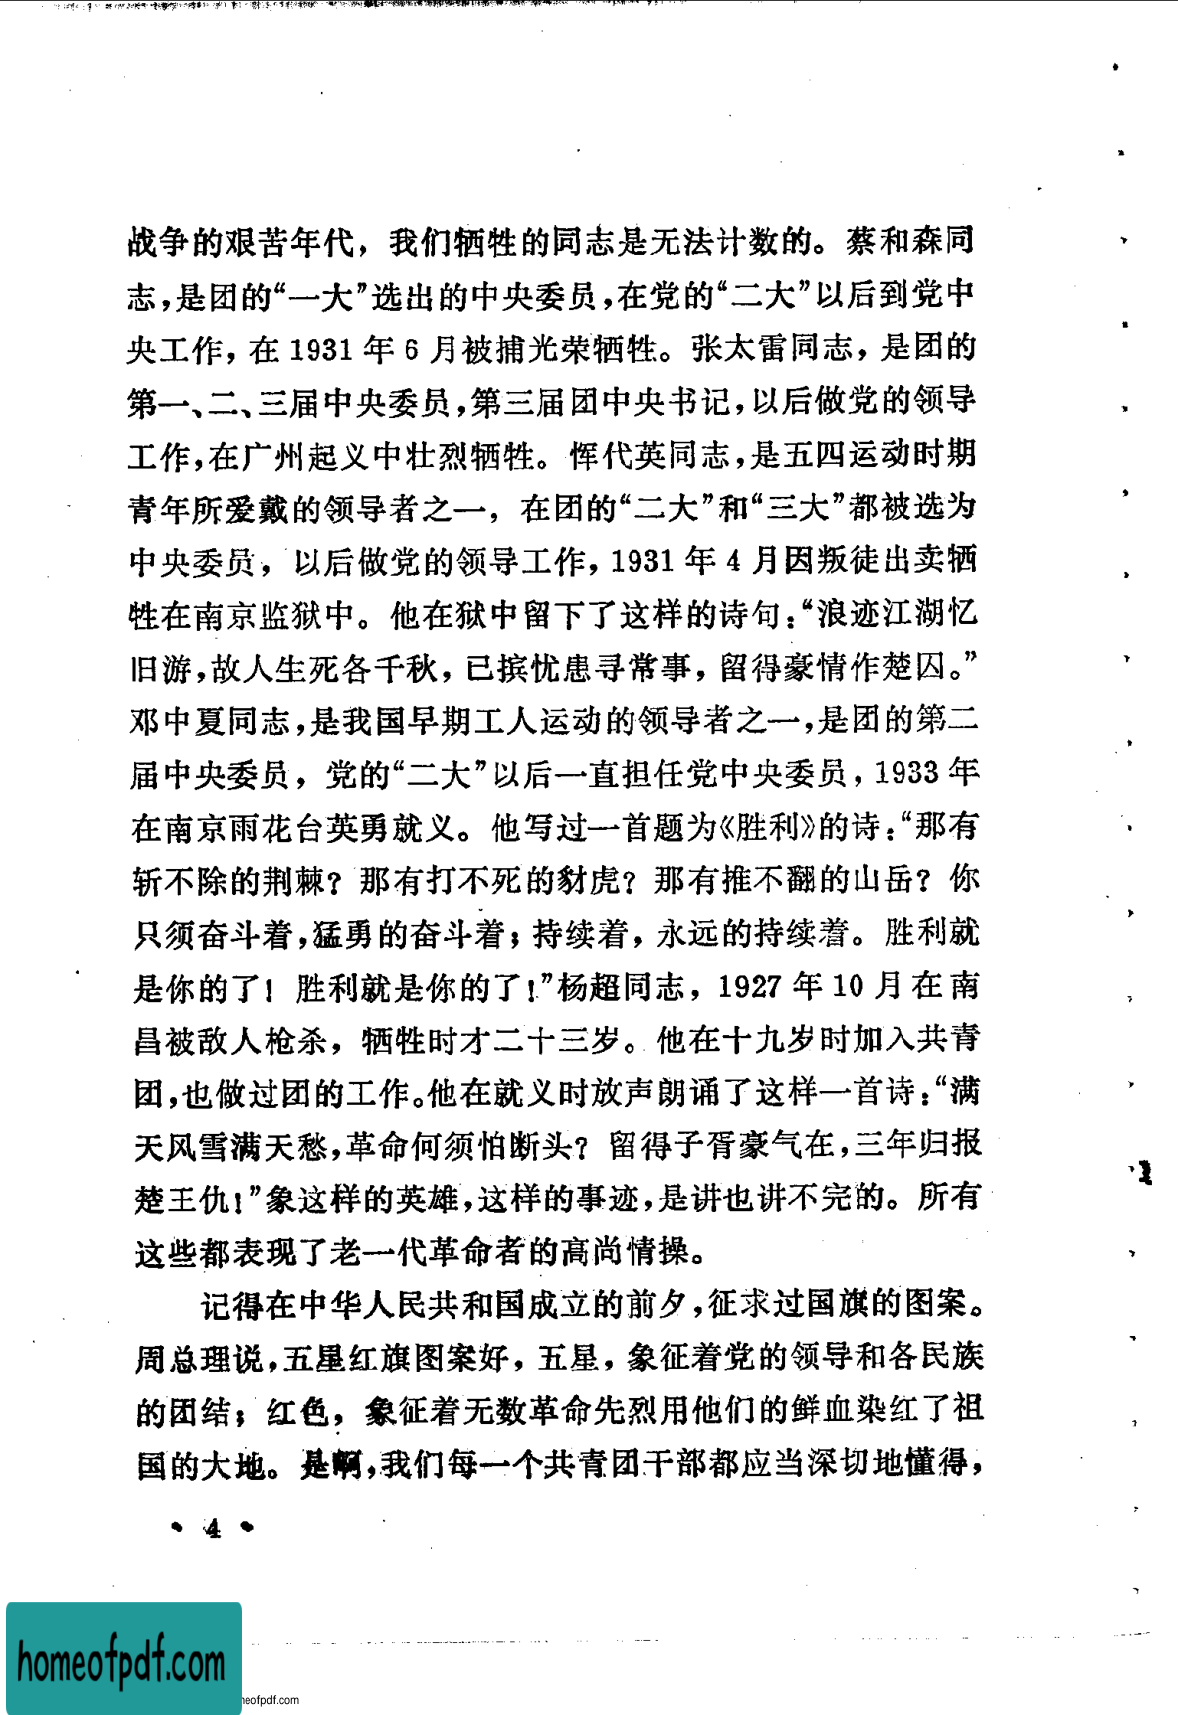 战争的艰苦年代，我们牺牲的同志是无法计数的。蔡和森同
志，是团的“一大”选出的中央委员，在党的“二大”以后到党中
央工作，在 1931 年 6 月被捕光荣牺牲。张太雷同志，是团的
第一、二、三届中央委员，第三届团中央书记，以后做党的领导
工作，在广州起义中壮烈牺牲。恽代英同志，是五四运动时期
青年所爱戴的领导者之一，在团的“二大”和“三大”都被选为
中央委员，以后做党的领导工作，1931 年 4 月因叛徒出卖牺
牲在南京监狱中。他在狱中留下了这样的诗句：“浪迹江湖忆
旧游，故人生死各千秋，已摈忧患寻常事，留得豪情作楚囚。”
邓中夏同志，是我国早期工人运动的领导者之一，是团的第二
届中央委员，党的“二大”以后一直担任党中央委员，1933 年
在南京雨花台英勇就义。他写过一首题为《胜利》的诗：“那有
斩不除的荆棘？那有打不死的豺虎？那有推不翻的山岳？你
只须奋斗着，猛勇的奋斗着；持续着，永远的持续着。胜利就
是你的了！胜利就是你的了！”杨超同志，1927 年 10 月在南
昌被敌人枪杀，牺牲时才二十三岁。他在十九岁时加入共青
团，也做过团的工作。他在就义时放声朗诵了这样一首诗：“满
天风雪满天愁，革命何须怕断头？留得子胥豪气在，三年归报
楚王仇！”象这样的英雄，这样的事迹，是讲也讲不完的。所有
这些都表现了老一代革命者的高尚情操。
记得在中华人民共和国成立的前夕，征求过国旗的图案。
周总理说，五星红旗图案好，五星，象征着党的领导和各民族
的团结；红色，象征着无数革命先烈用他们的鲜血染红了祖
国的大地。是啊，我们每一个共青团干部都应当深切地懂得，
• 4 •
homeofpdf.com
neofpdf.com